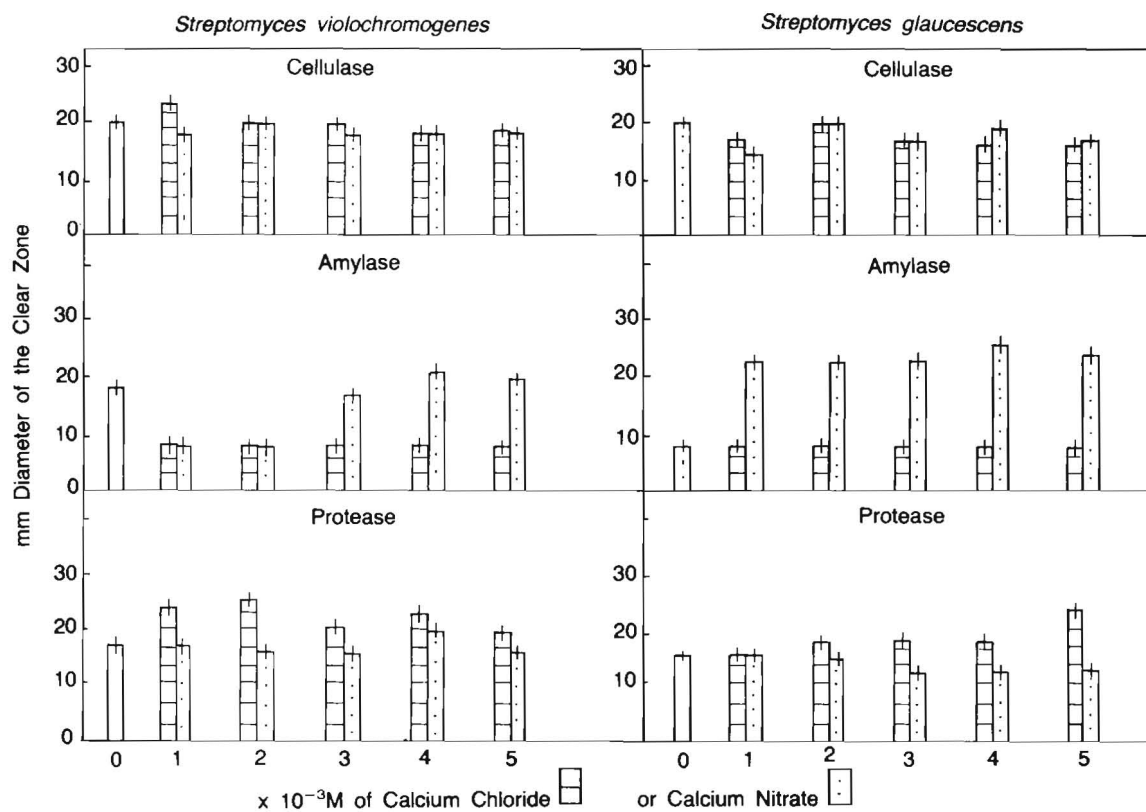 Streptomyces violochromogenes
Streptomyces glaucescens
mm Diameter of the Clear Zone
Cellulase
30
20
10
0
Cellulase
30
20
10
Amylase
30
20
10
0
Amylase
30
20
10
Protease
30
20
10
0
Protease
30
20
10
0 1 2 3 4 5
0 1 2 3 4 5
x 10⁻³M of Calcium Chloride or Calcium Nitrate